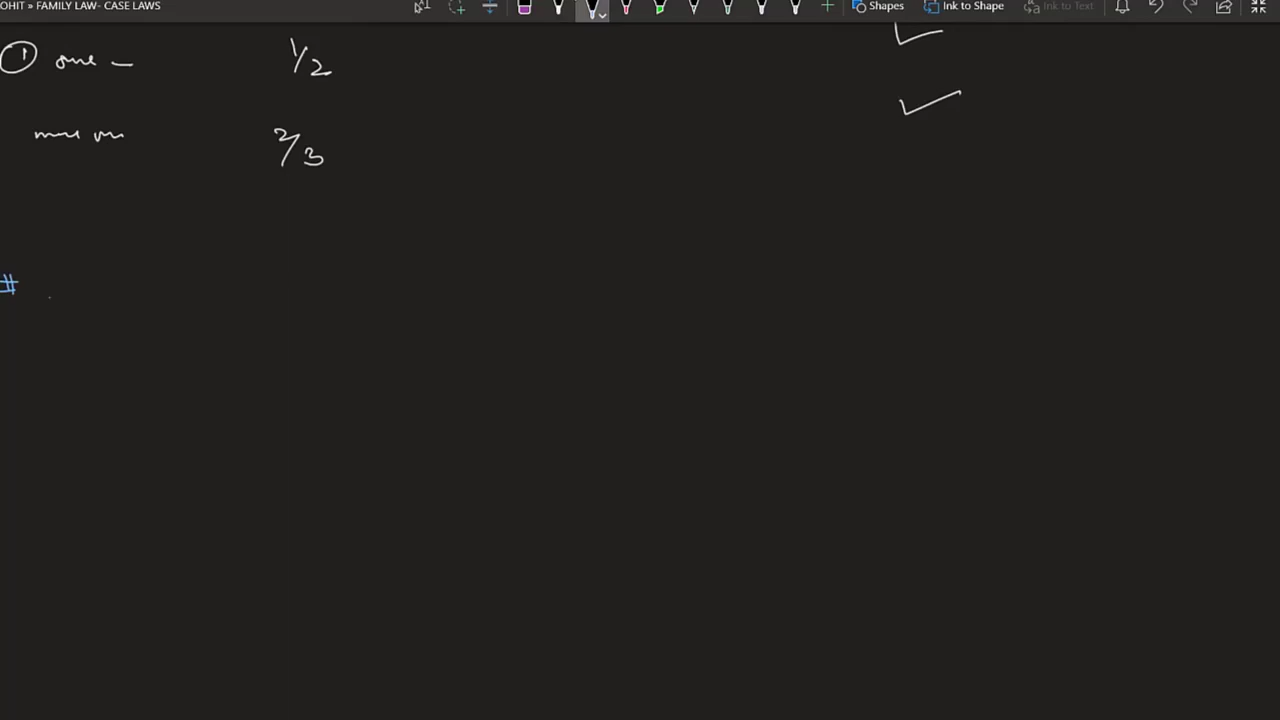 OHIT » FAMILY LAW- CASE LAWS Shapes Ink to Shape Ink to Text
① one - 1/2
2/3
#